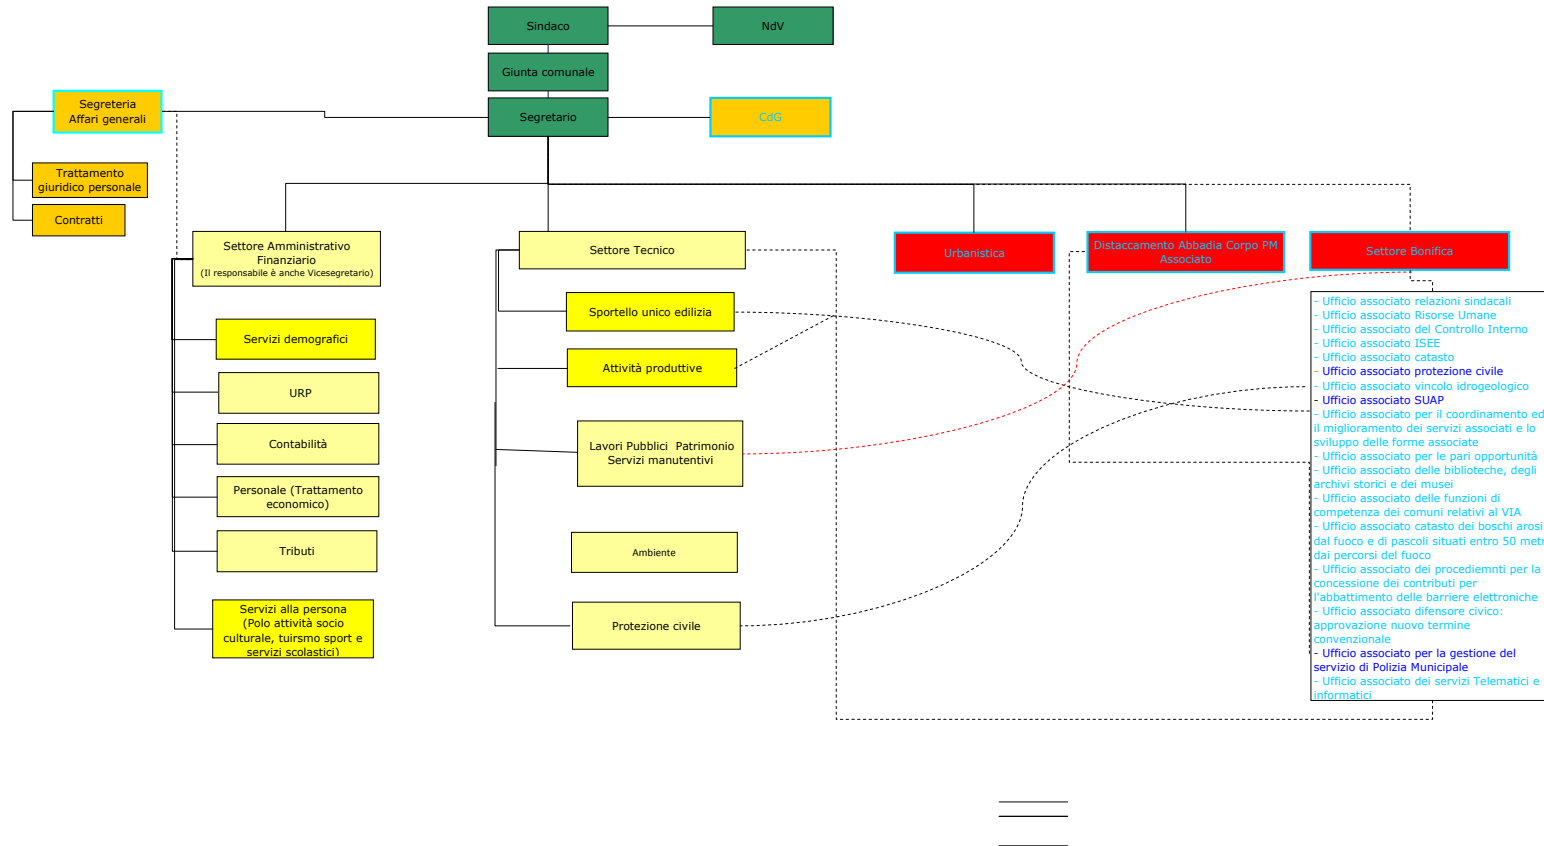 Sindaco
NdV
Giunta comunale
Segreteria
Affari generali
Segretario
CdG
Trattamento
giuridico personale
Contratti
Settore Amministrativo
Finanziario
(Il responsabile è anche Vicesegretario)
Settore Tecnico
Urbanistica
Distaccamento Abbadia Corpo PM
Associato
Settore Bonifica
Servizi demografici
URP
Contabilità
Personale (Trattamento
economico)
Tributi
Servizi alla persona
(Polo attività socio
culturale, tuirsmo sport e
servizi scolastici)
Sportello unico edilizia
Attività produttive
Lavori Pubblici  Patrimonio
Servizi manutentivi
Ambiente
Protezione civile
- Ufficio associato relazioni sindacali
- Ufficio associato Risorse Umane
- Ufficio associato del Controllo Interno
- Ufficio associato ISEE
- Ufficio associato catasto
- Ufficio associato protezione civile
- Ufficio associato vincolo idrogeologico
- Ufficio associato SUAP
- Ufficio associato per il coordinamento ed
il miglioramento dei servizi associati e lo
sviluppo delle forme associate
- Ufficio associato per le pari opportunità
- Ufficio associato delle biblioteche, degli
archivi storici e dei musei
- Ufficio associato delle funzioni di
competenza dei comuni relativi al VIA
- Ufficio associato catasto del boschi arosi
dal fuoco e di pascoli situati entro 50 metr
dai percorsi del fuoco
- Ufficio associato dei procediemnti per la
concessione dei contributi per
l'abbattimento delle barriere elettroniche
- Ufficio associato difensore civico:
approvazione nuovo termine
convenzionale
- Ufficio associato per la gestione del
servizio di Polizia Municipale
- Ufficio associato dei servizi Telematici e
informatici